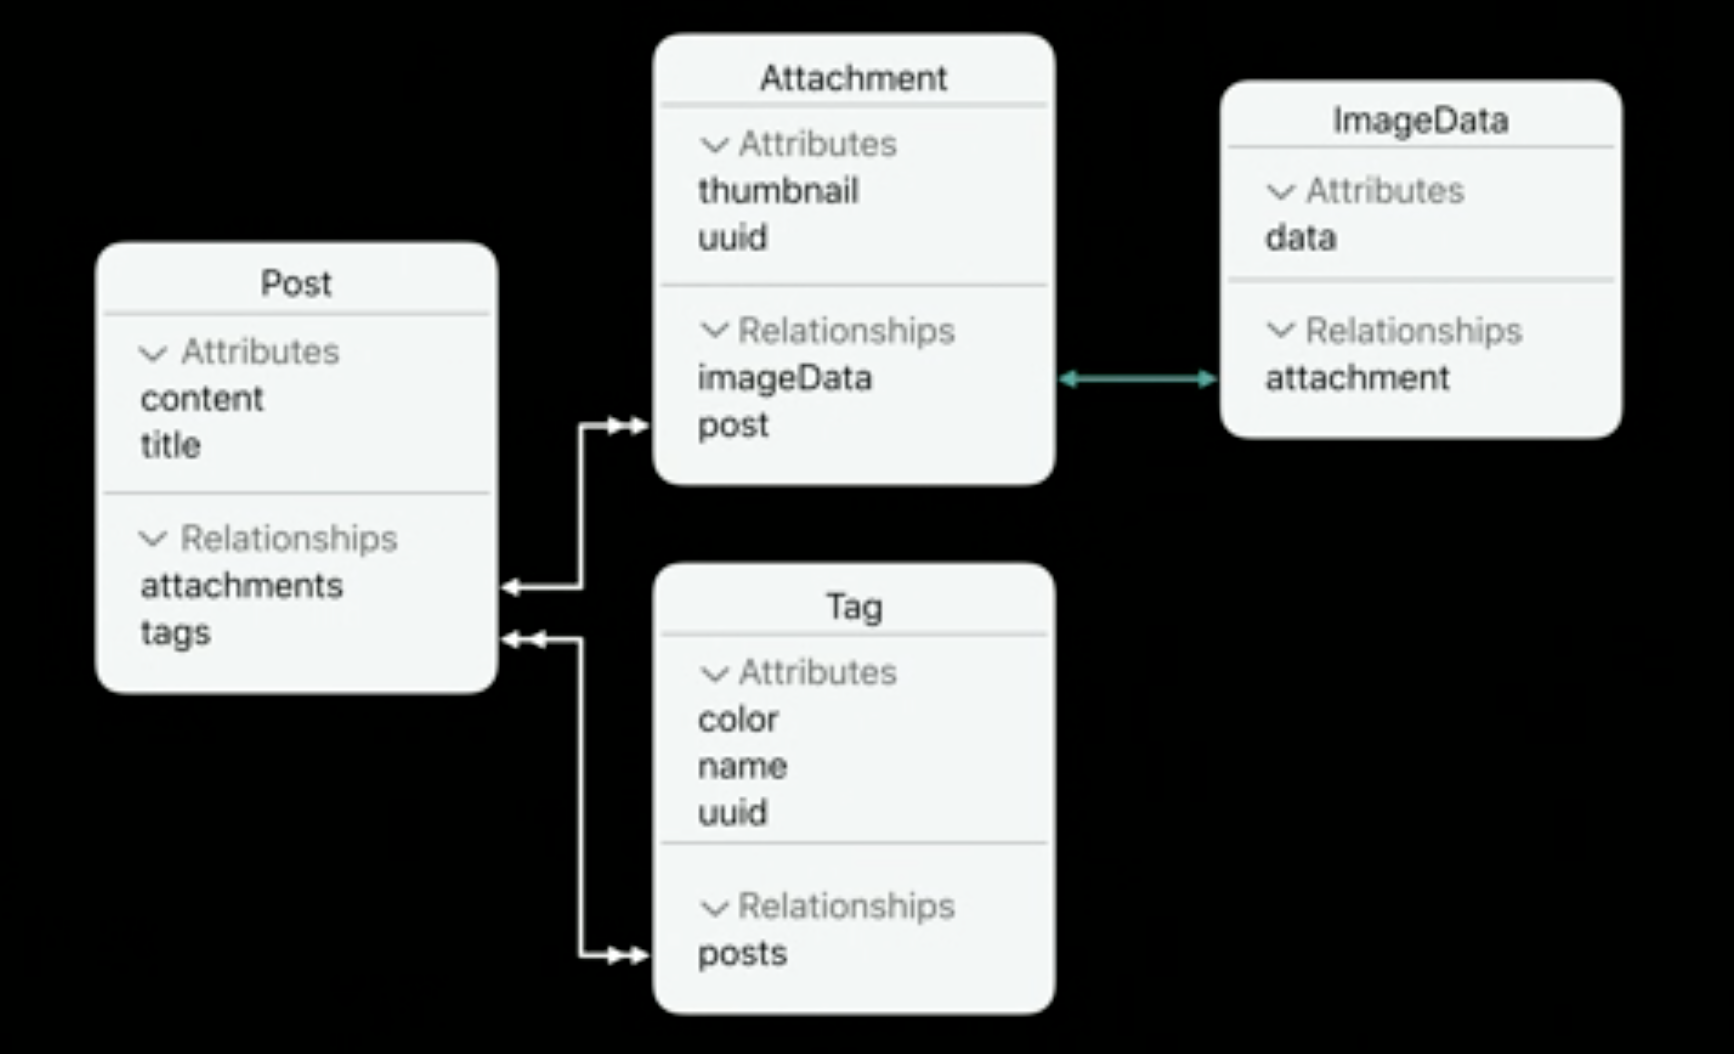 Post
Attributes
content
title
Relationships
attachments
tags
Attachment
Attributes
thumbnail
uuid
Relationships
imageData
post
Tag
Attributes
color
name
uuid
Relationships
posts
ImageData
Attributes
data
Relationships
attachment